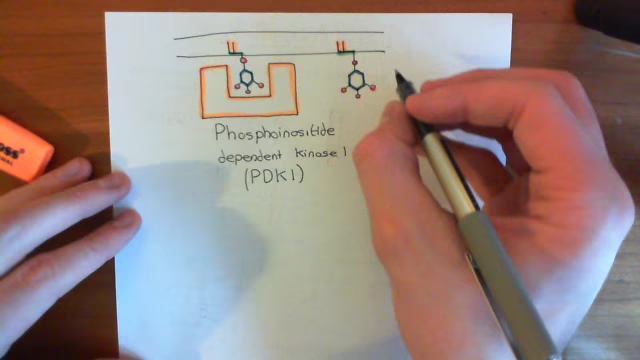 Phosphoinositide
dependent kinase 1
(PDK1)